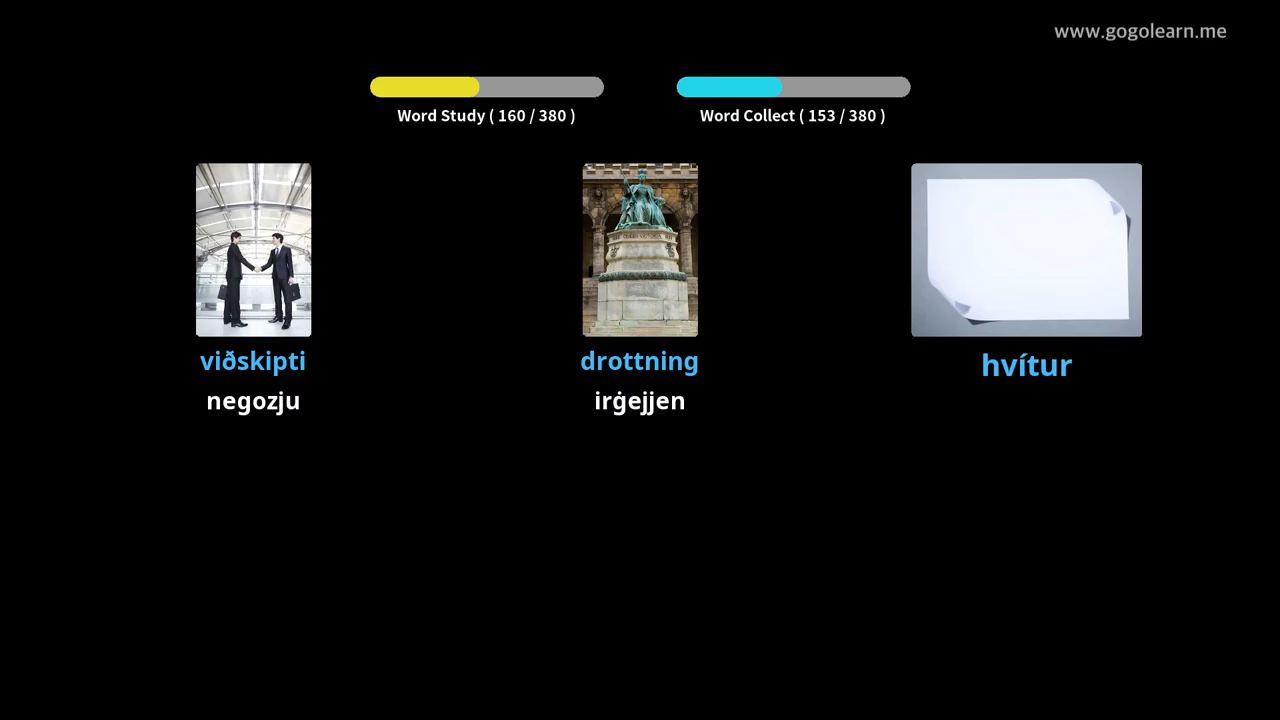 www.gogolearn.me
Word Study ( 160 / 380 )
Word Collect ( 153 / 380 )
viðskipti
negozju
drottning
irġejjen
hvítur